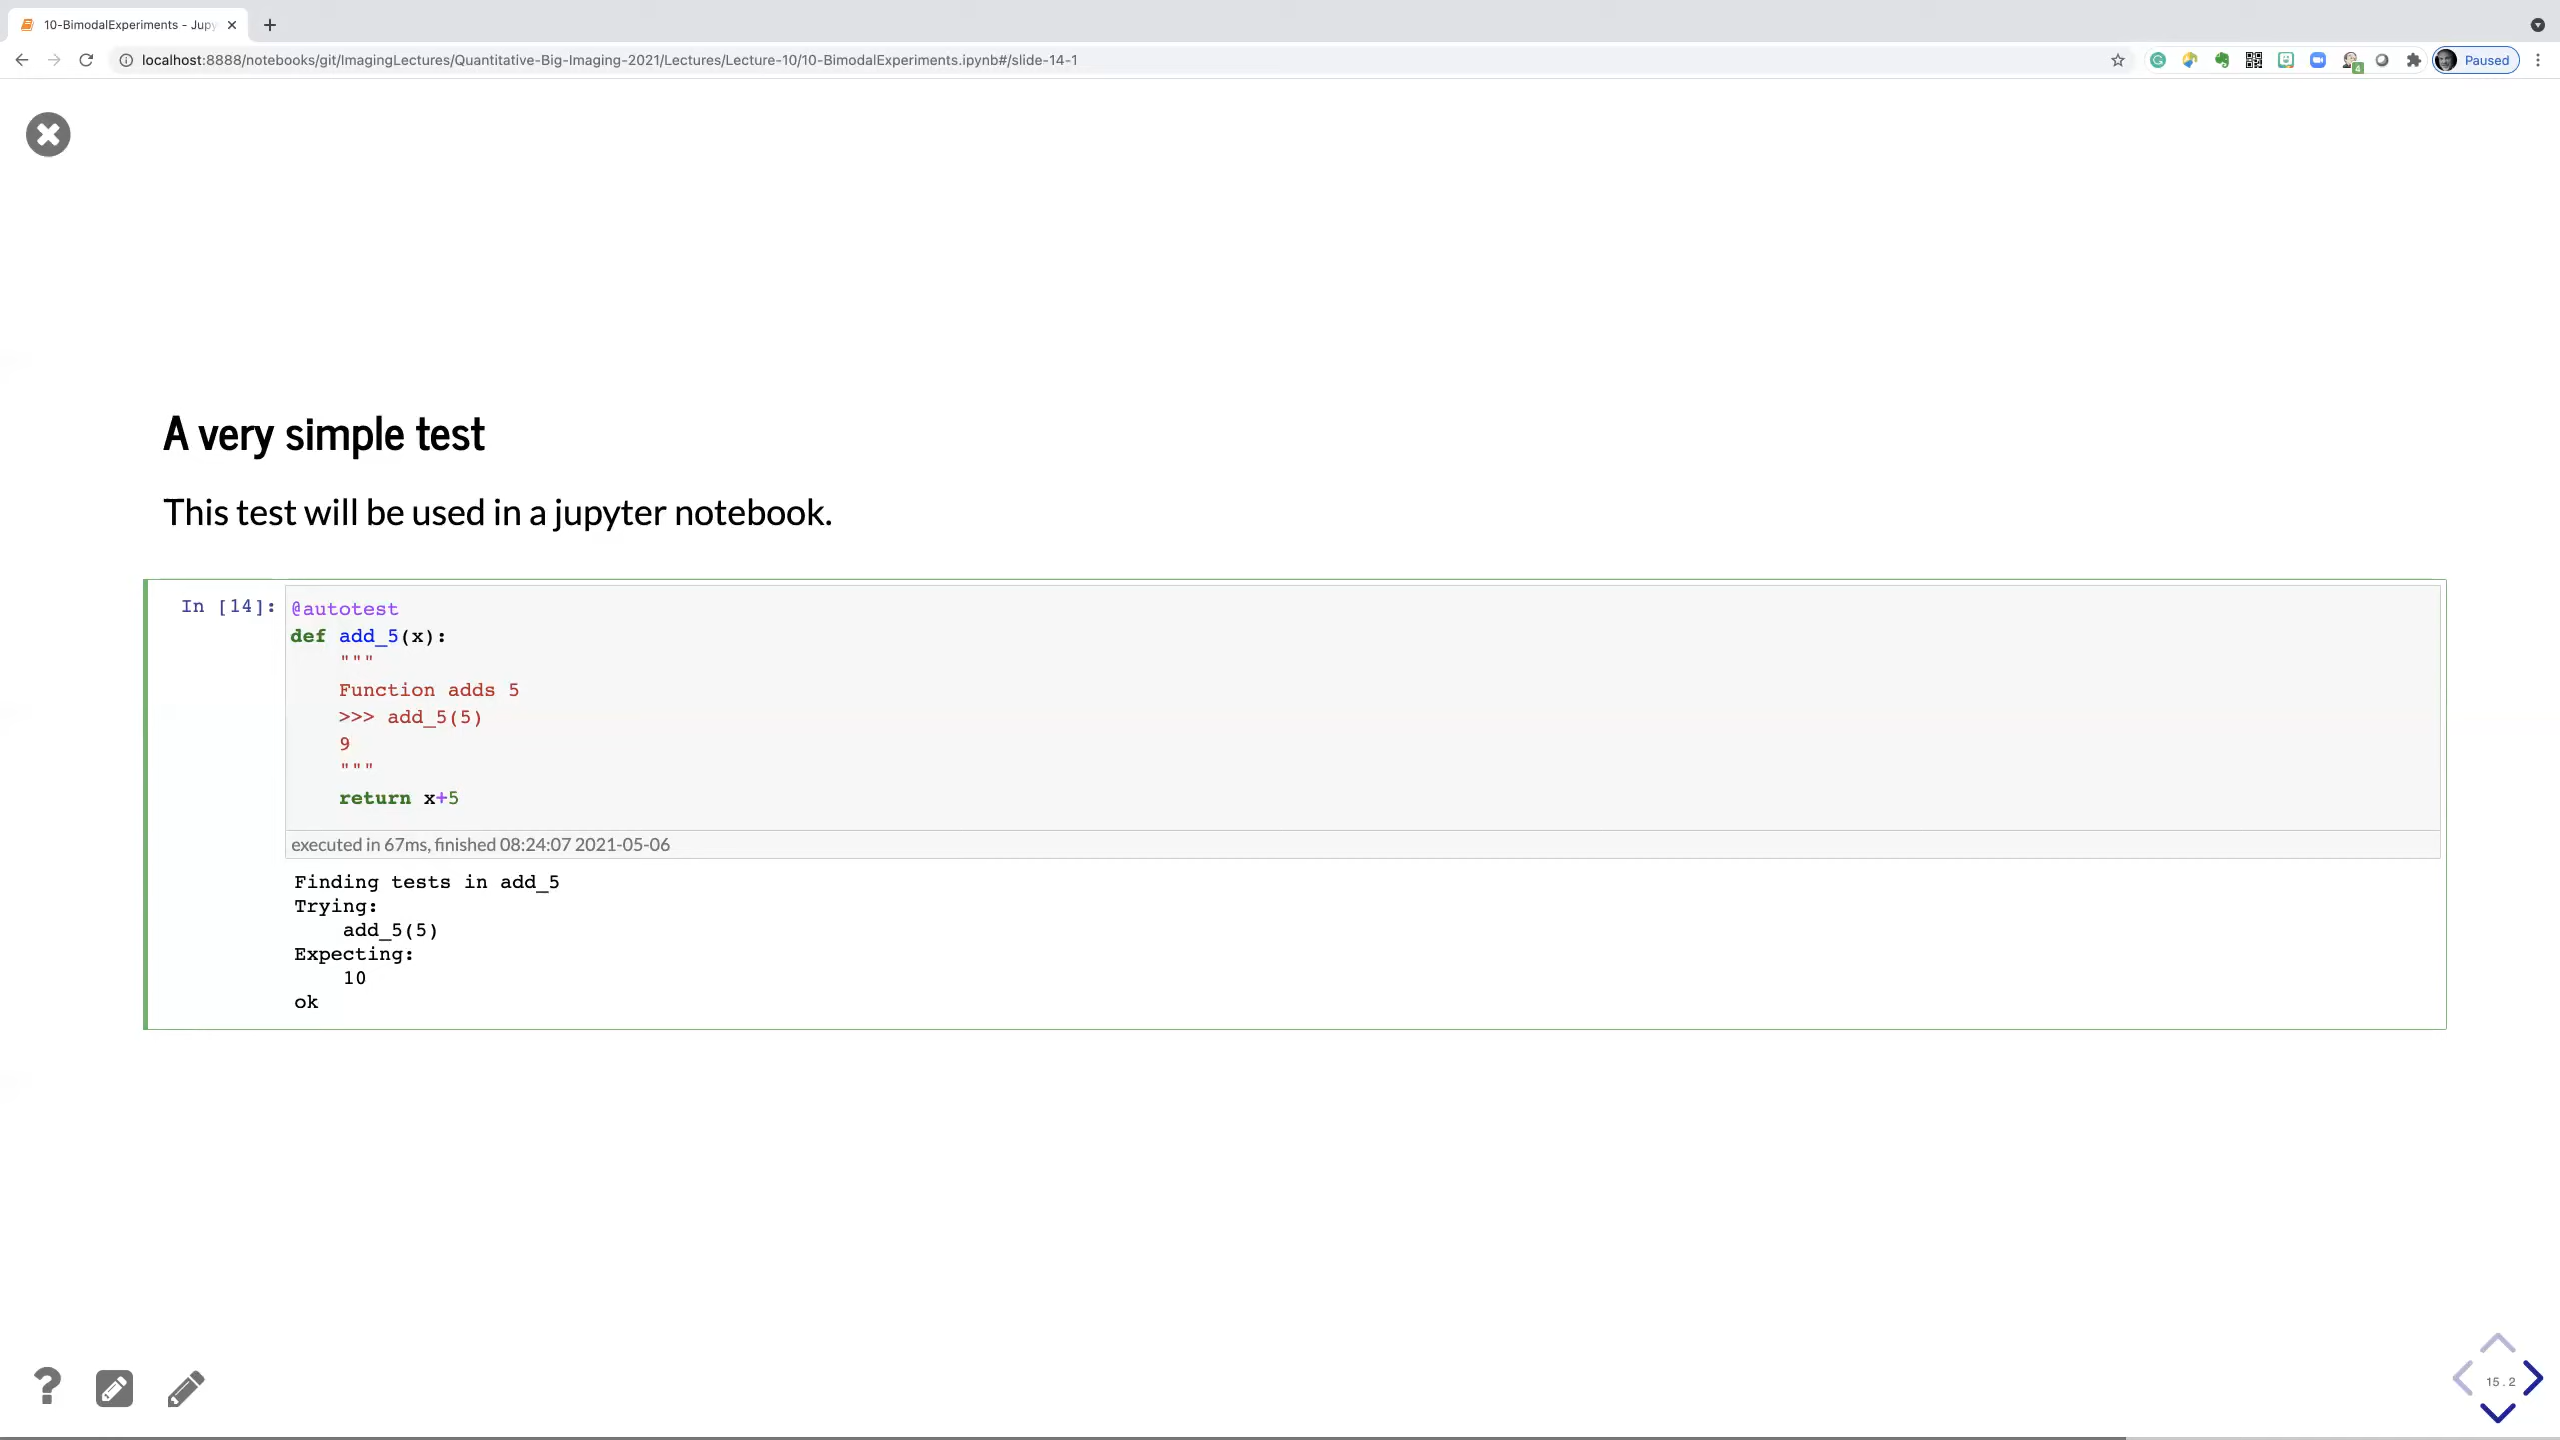 10-BimodalExperiments - Jupy
localhost:8888/notebooks/git/ImagingLectures/Quantitative-Big-Imaging-2021/Lectures/Lecture-10/10-BimodalExperiments.ipynb#/slide-14-1
4
Paused
A very simple test
This test will be used in a jupyter notebook.
In [14]:
@autotest
def add_5(x):
    """
    Function adds 5
    >>> add_5(5)
    9
    """
    return x+5
executed in 67ms, finished 08:24:07 2021-05-06
Finding tests in add_5
Trying:
    add_5(5)
Expecting:
    10
ok
?
15.2